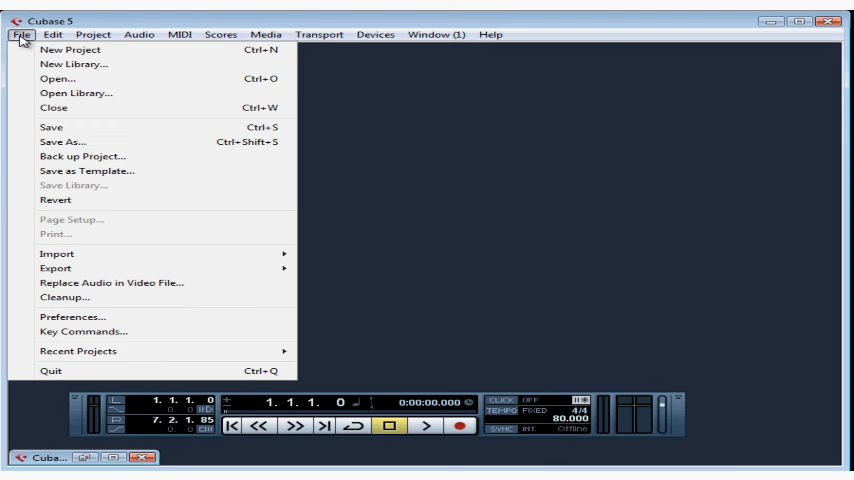 Cubase 5
File Edit Project Audio MIDI Scores Media Transport Devices Window (1) Help
New Project Ctrl+N
New Library...
Open... Ctrl+O
Open Library...
Close Ctrl+W
Save Ctrl+S
Save As... Ctrl+Shift+S
Back up Project...
Save as Template...
Save Library...
Revert
Page Setup...
Print...
Import
Export
Replace Audio in Video File...
Cleanup...
Preferences...
Key Commands...
Recent Projects
Quit Ctrl+Q
L 1. 1. 1. 0 1. 1. 1. 0 0:00:00.000 CLICK OFF
0. 0 TEMPO FIXED 4/4
R 7. 2. 1. 85 80.000
0. 0 SYNC INT. Offline
Cuba...